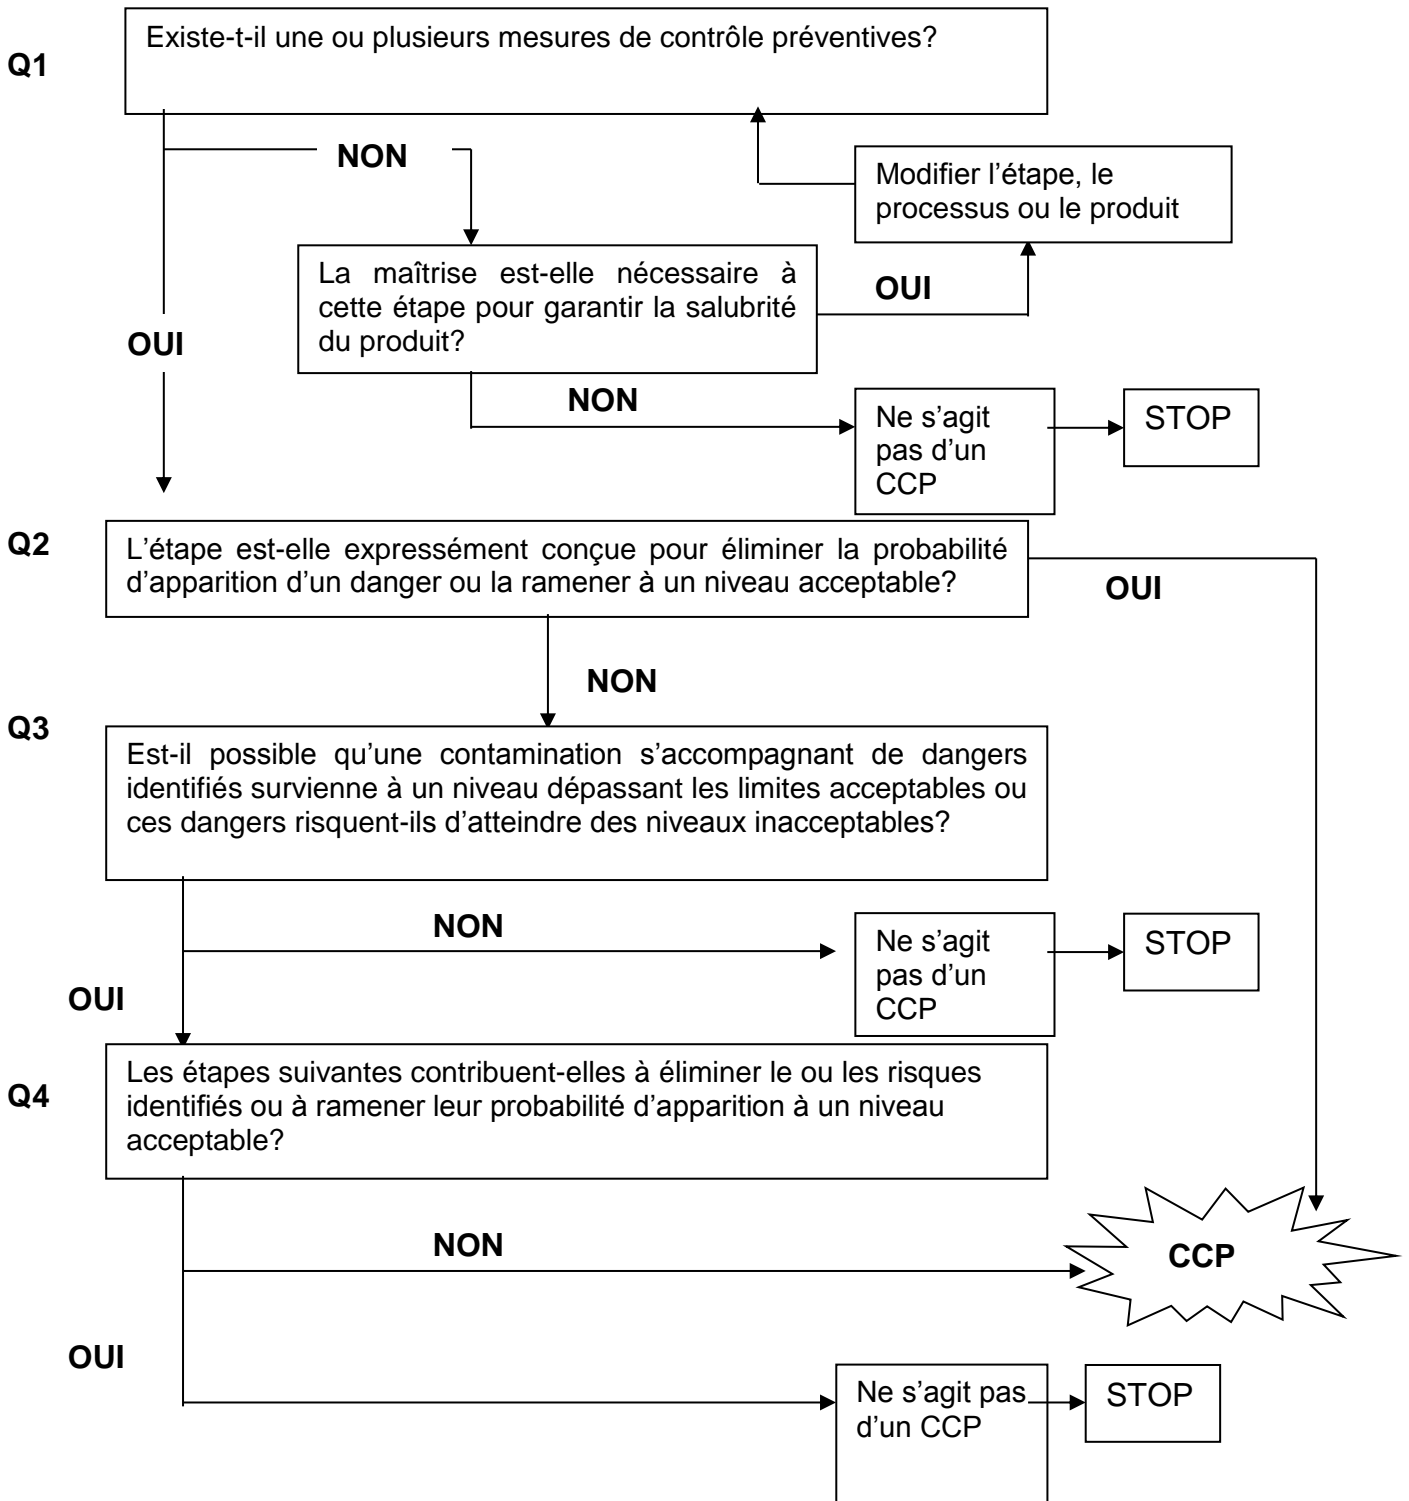 Existe-t-il une ou plusieurs mesures de contrôle préventives?
Q1
NON
Modifier l’étape, le
processus ou le produit
La maîtrise est-elle nécessaire à
cette étape pour garantir la salubrité
du produit?
OUI
OUI
NON
Ne s’agit
pas d’un
CCP
STOP
Q2
L’étape est-elle expressément conçue pour éliminer la probabilité
d’apparition d’un danger ou la ramener à un niveau acceptable?
OUI
NON
Q3
Est-il possible qu’une contamination s’accompagnant de dangers
identifiés survienne à un niveau dépassant les limites acceptables ou
ces dangers risquent-ils d’atteindre des niveaux inacceptables?
NON
Ne s’agit
pas d’un
CCP
STOP
OUI
Q4
Les étapes suivantes contribuent-elles à éliminer le ou les risques
identifiés ou à ramener leur probabilité d’apparition à un niveau
acceptable?
NON
CCP
OUI
Ne s’agit pas
d’un CCP
STOP